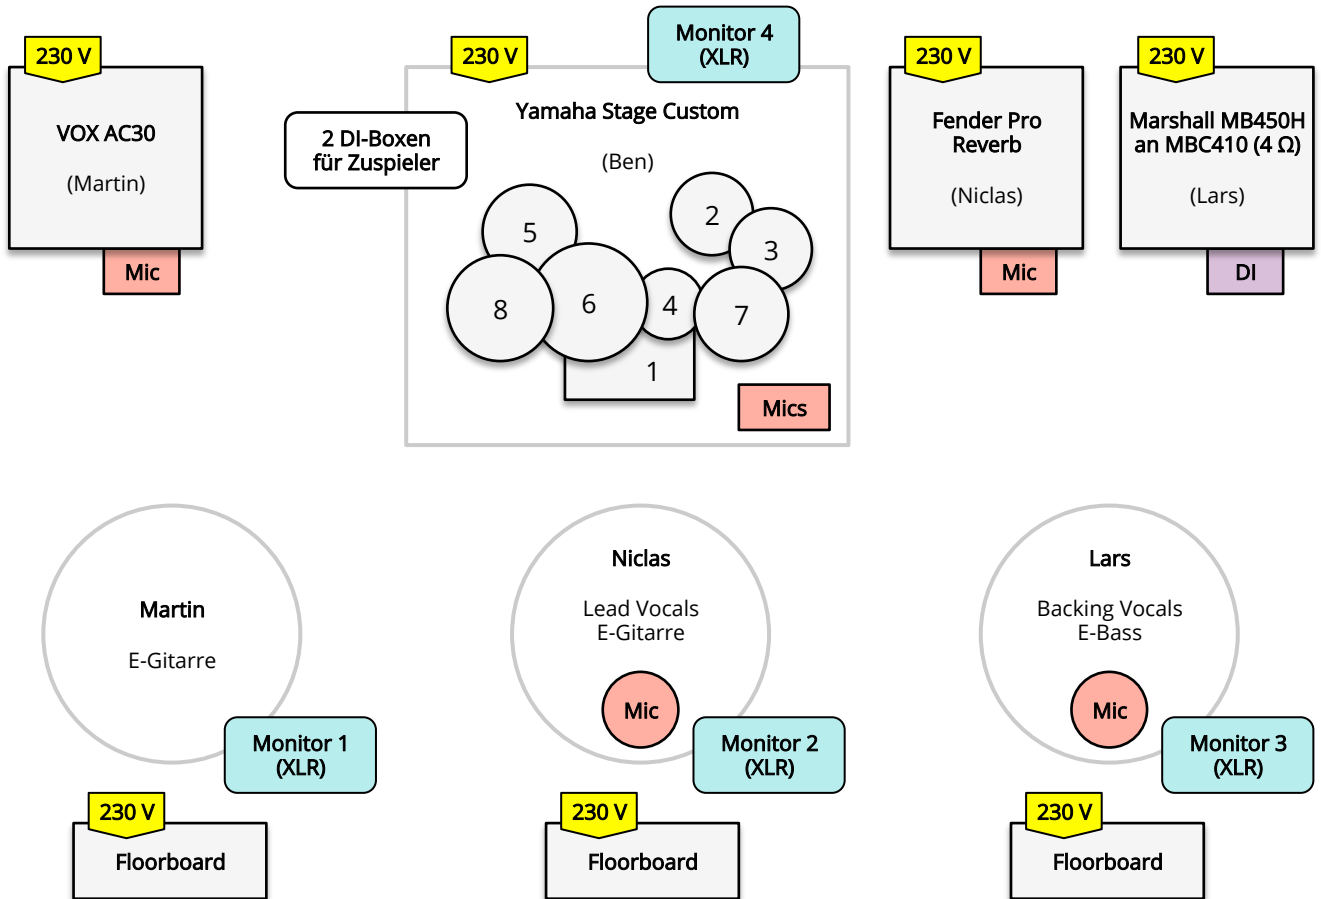 230 V
VOX AC30
(Martin)
Mic
2 DI-Boxen
für Zuspieler
230 V
Monitor 4
(XLR)
Yamaha Stage Custom
(Ben)
5
2
3
8
6
4
7
1
Mics
230 V
Fender Pro
Reverb
(Niclas)
Mic
230 V
Marshall MB450H
an MBC410 (4 Ω)
(Lars)
DI
Martin
E-Gitarre
Monitor 1
(XLR)
230 V
Floorboard
Niclas
Lead Vocals
E-Gitarre
Mic
Monitor 2
(XLR)
230 V
Floorboard
Lars
Backing Vocals
E-Bass
Mic
Monitor 3
(XLR)
230 V
Floorboard